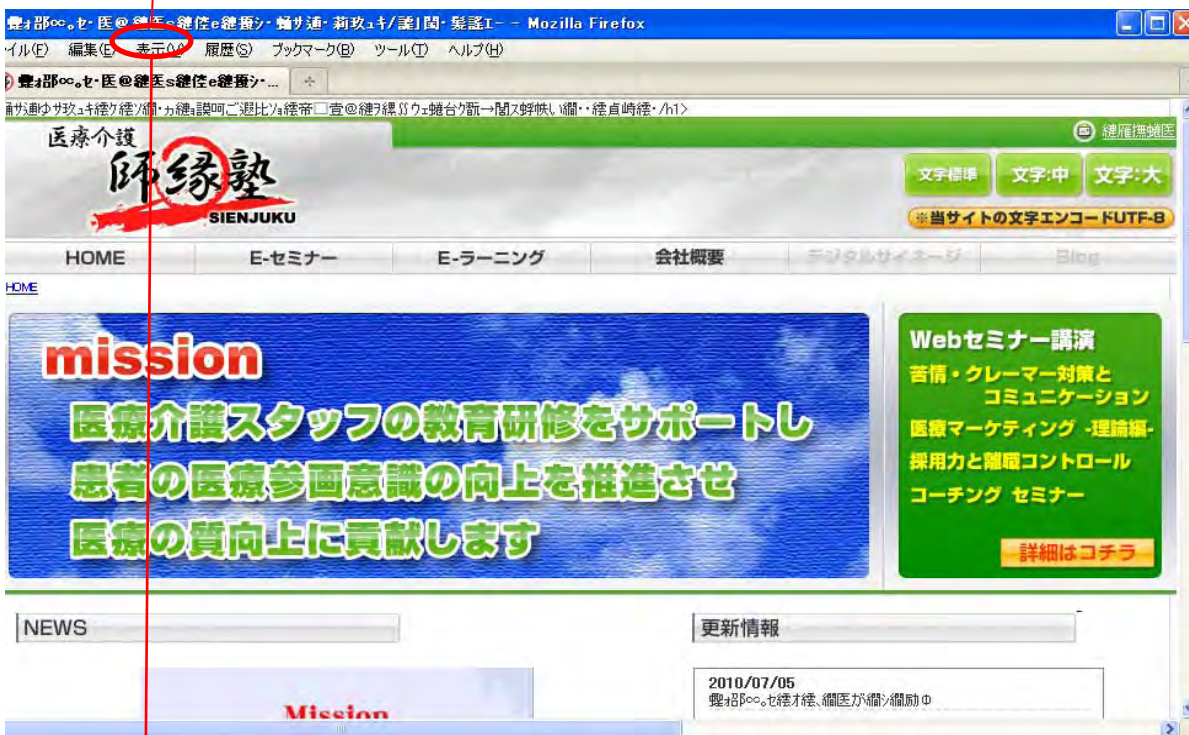 Mozilla Firefox
編集(E) 表示(V) 履歴(S) ブックマーク(B) ツール(T) ヘルプ(H)
医療介護
師縁塾
SIENJUKU
文字標準 文字:中 文字:大
※当サイトの文字エンコードUTF-8
HOME E-セミナー E-ラーニング 会社概要 デジタルサイネージ Blog
HOME
mission
医療介護スタッフの教育研修をサポートし
患者の医療参画意識の向上を推進させ
医療の質向上に貢献します
Webセミナー講演
苦情・クレーマー対策と
コミュニケーション
医療マーケティング -理論編-
採用力と離職コントロール
コーチング セミナー
詳細はコチラ
NEWS
更新情報
Mission
2010/07/05